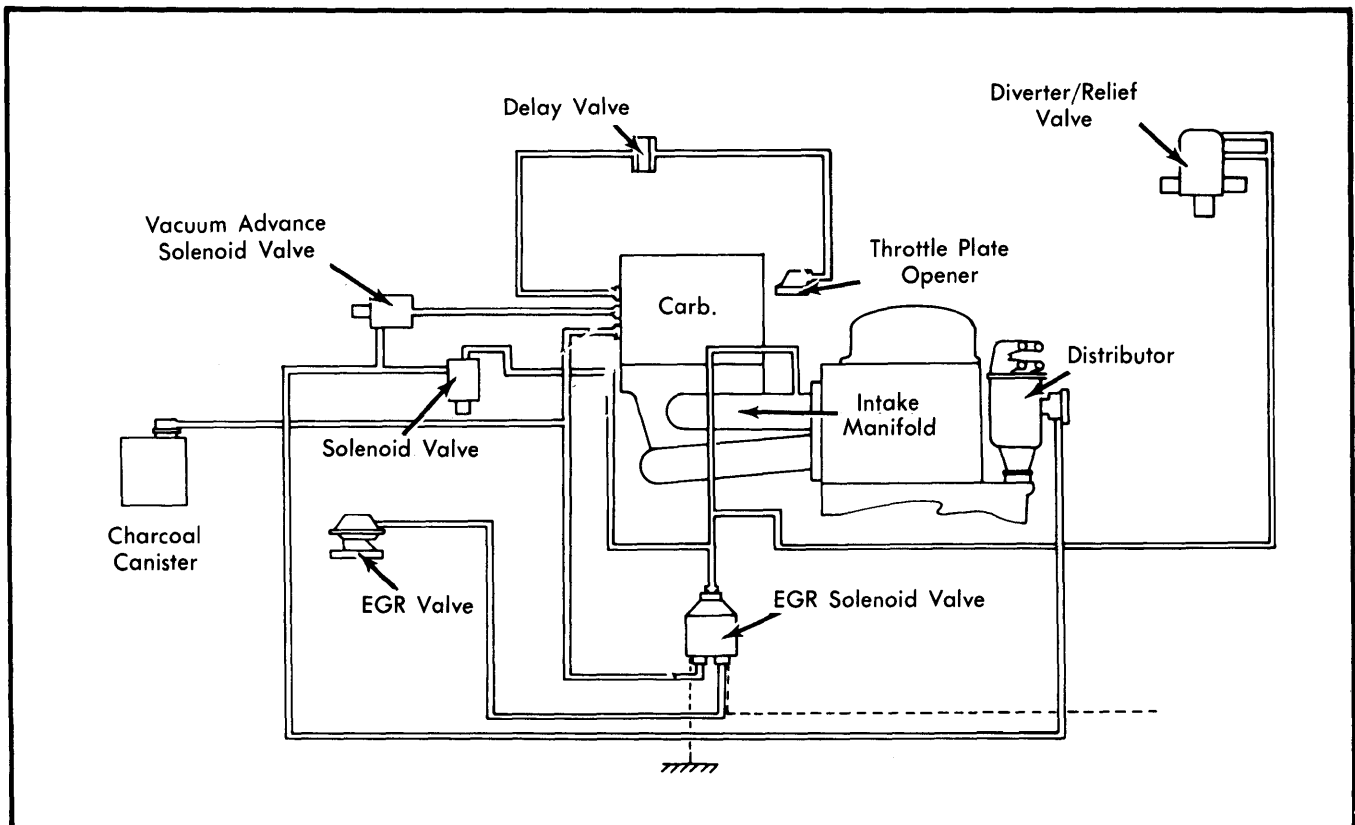 Delay Valve
Diverter/Relief
Valve
Vacuum Advance
Solenoid Valve
Throttle Plate
Opener
Carb.
Distributor
Intake
Manifold
Solenoid Valve
Charcoal
Canister
EGR Valve
EGR Solenoid Valve